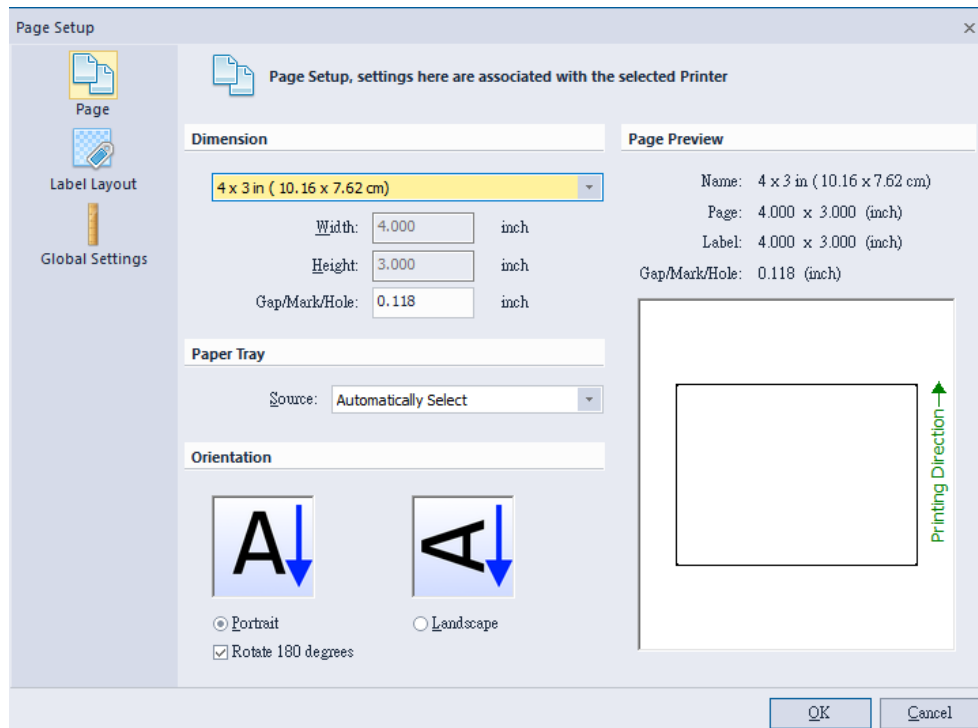 Page Setup
Page
Label Layout
Global Settings
Page Setup, settings here are associated with the selected Printer
Dimension
4 x 3 in ( 10.16 x 7.62 cm)
Width: 4.000 inch
Height: 3.000 inch
Gap/Mark/Hole: 0.118 inch
Paper Tray
Source: Automatically Select
Orientation
A
A
Portrait
Landscape
Rotate 180 degrees
Page Preview
Name: 4 x 3 in ( 10.16 x 7.62 cm)
Page: 4.000 x 3.000 (inch)
Label: 4.000 x 3.000 (inch)
Gap/Mark/Hole: 0.118 (inch)
Printing Direction
OK
Cancel